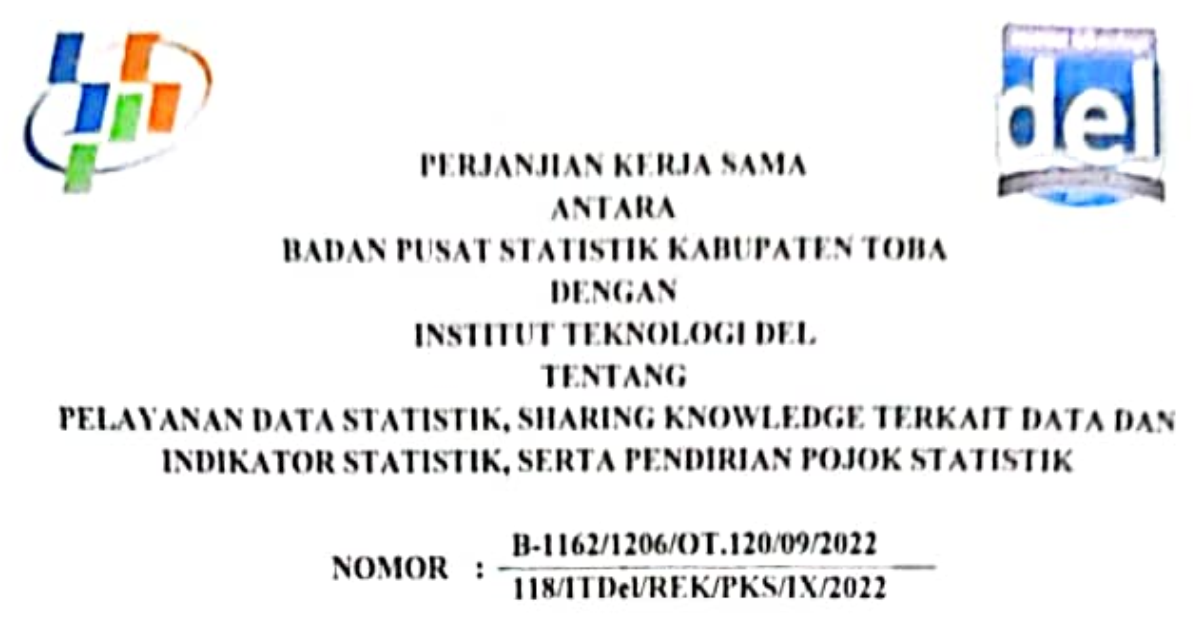 del
PERJANJIAN KERJA SAMA
ANTARA
BADAN PUSAT STATISTIK KABUPATEN TOBA
DENGAN
INSTITUT TEKNOLOGI DEL
TENTANG
PELAYANAN DATA STATISTIK, SHARING KNOWLEDGE TERKAIT DATA DAN
INDIKATOR STATISTIK, SERTA PENDIRIAN POJOK STATISTIK
NOMOR : B-1162/1206/OT.120/09/2022
118/ITDel/REK/PKS/IX/2022